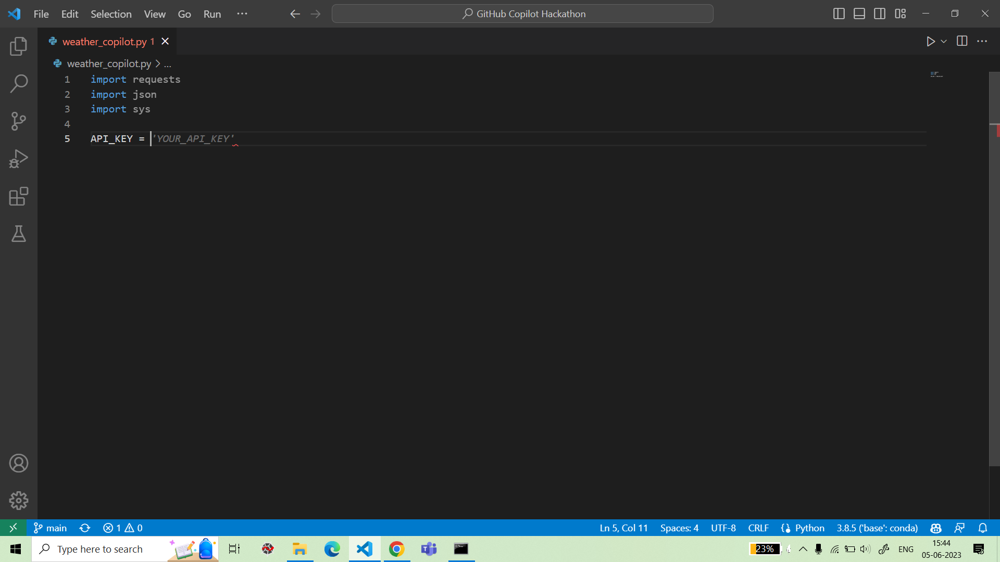 File Edit Selection View Go Run ···
GitHub Copilot Hackathon
weather_copilot.py 1
weather_copilot.py > ...
1 import requests
2 import json
3 import sys
4
5 API_KEY = 'YOUR_API_KEY'
main 1 0
Ln 5, Col 11 Spaces: 4 UTF-8 CRLF Python 3.8.5 ('base': conda)
Type here to search
23%
ENG
15:44
05-06-2023